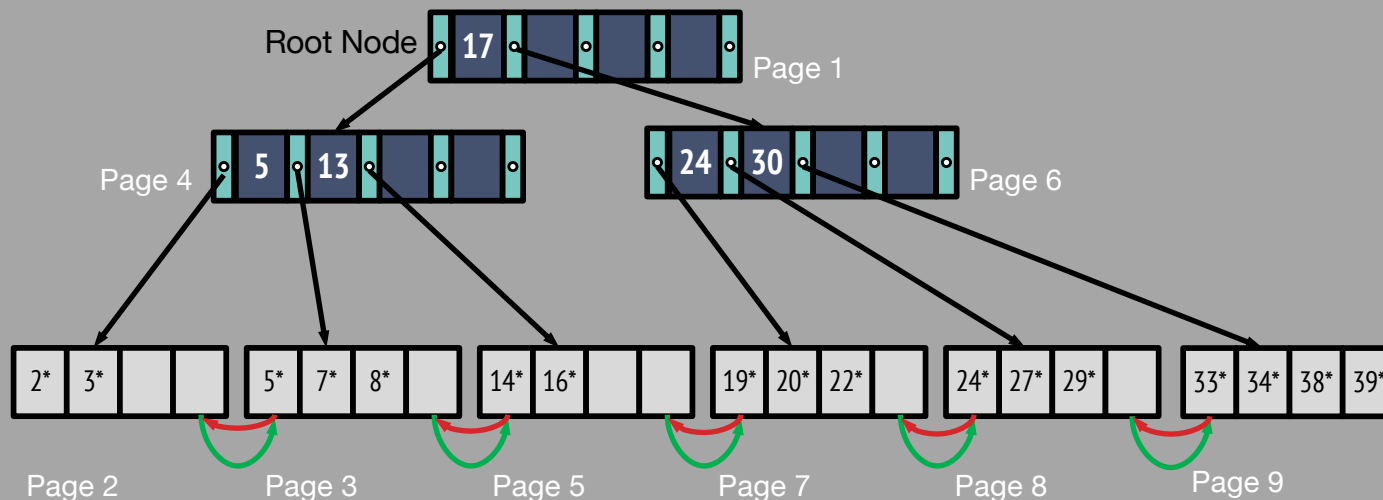 Root Node
17
Page 1
Page 4
5 13
24 30
Page 6
2* 3*
5* 7* 8*
14* 16*
19* 20* 22*
24* 27* 29*
33* 34* 38* 39*
Page 2
Page 3
Page 5
Page 7
Page 8
Page 9